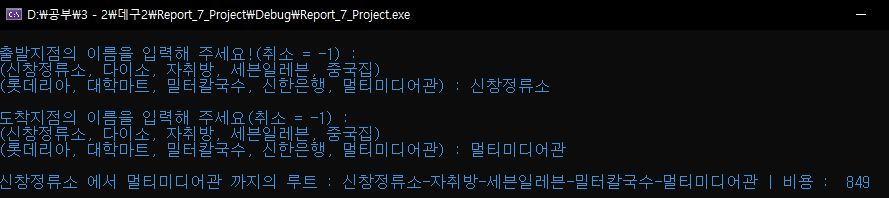 D:₩공부₩3 - 2₩데구2₩Report_7_Project₩Debug₩Report_7_Project.exe
출발지점의 이름을 입력해 주세요!(취소 = -1) :
(신창정류소, 다이소, 자취방, 세븐일레븐, 중국집)
(롯데리아, 대학마트, 밀터칼국수, 신한은행, 멀티미디어관) : 신창정류소
도착지점의 이름을 입력해 주세요(취소 = -1) :
(신창정류소, 다이소, 자취방, 세븐일레븐, 중국집)
(롯데리아, 대학마트, 밀터칼국수, 신한은행, 멀티미디어관) : 멀티미디어관
신창정류소 에서 멀티미디어관 까지의 루트 : 신창정류소-자취방-세븐일레븐-밀터칼국수-멀티미디어관 | 비용 :  849